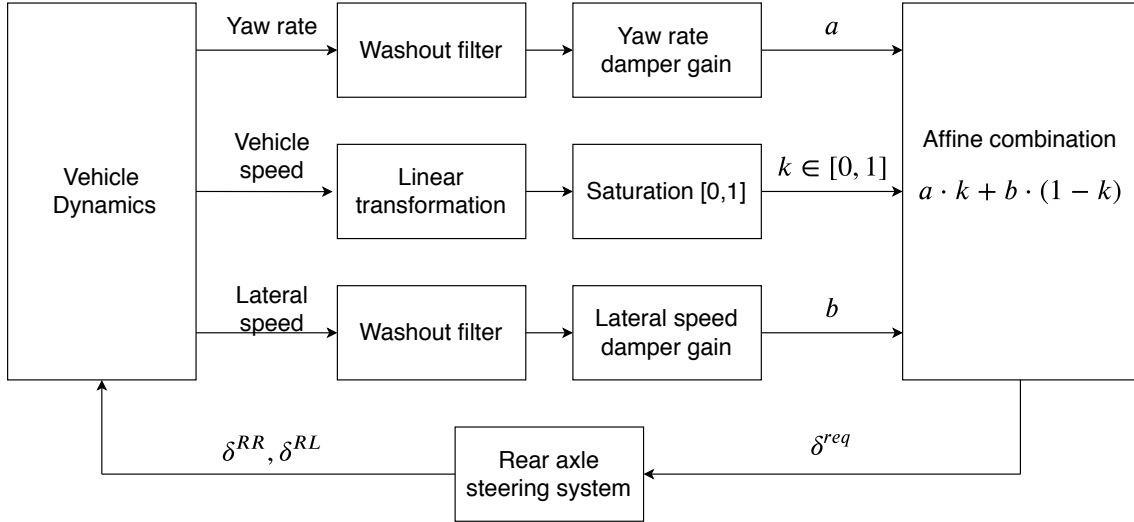 Vehicle
Dynamics
Yaw rate
Washout filter
Yaw rate
damper gain
a
Vehicle
speed
Linear
transformation
Saturation [0,1]
k ∈ [0, 1]
Lateral
speed
Washout filter
Lateral speed
damper gain
b
Affine combination
a · k + b · (1 − k)
δ^{RR}, δ^{RL}
Rear axle
steering system
δ^{req}